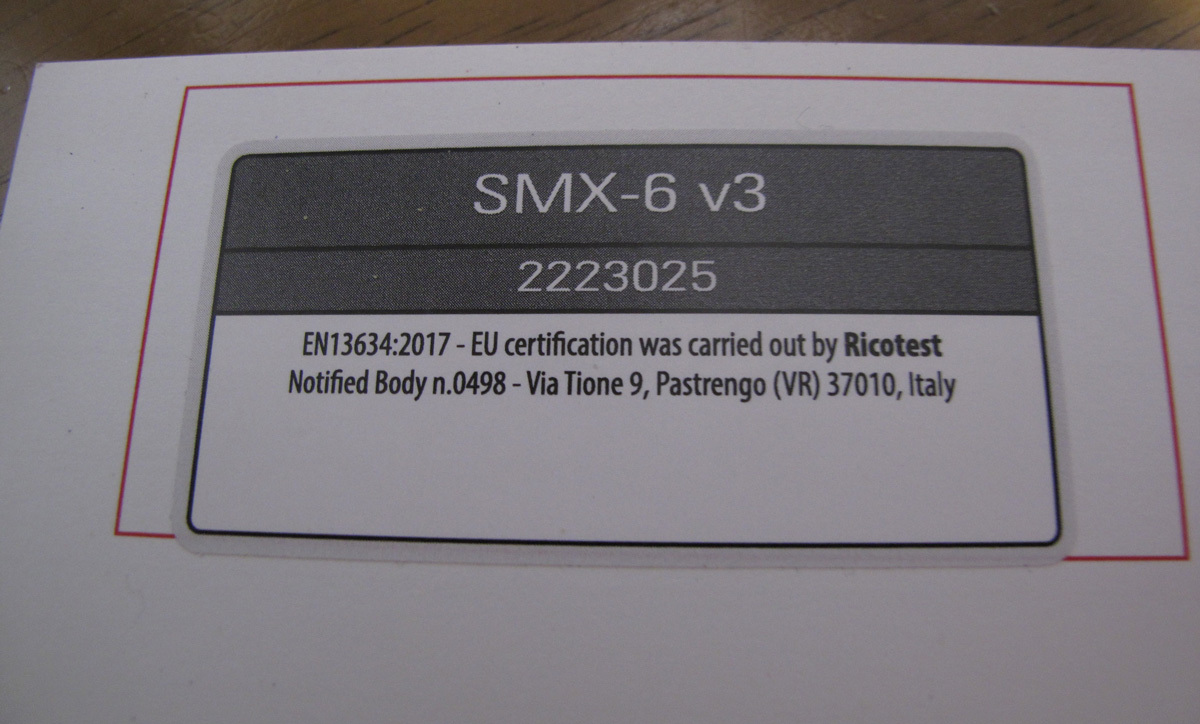 SMX-6 v3
2223025
EN13634:2017 - EU certification was carried out by Ricotest
Notified Body n.0498 - Via Tione 9, Pastrengo (VR) 37010, Italy